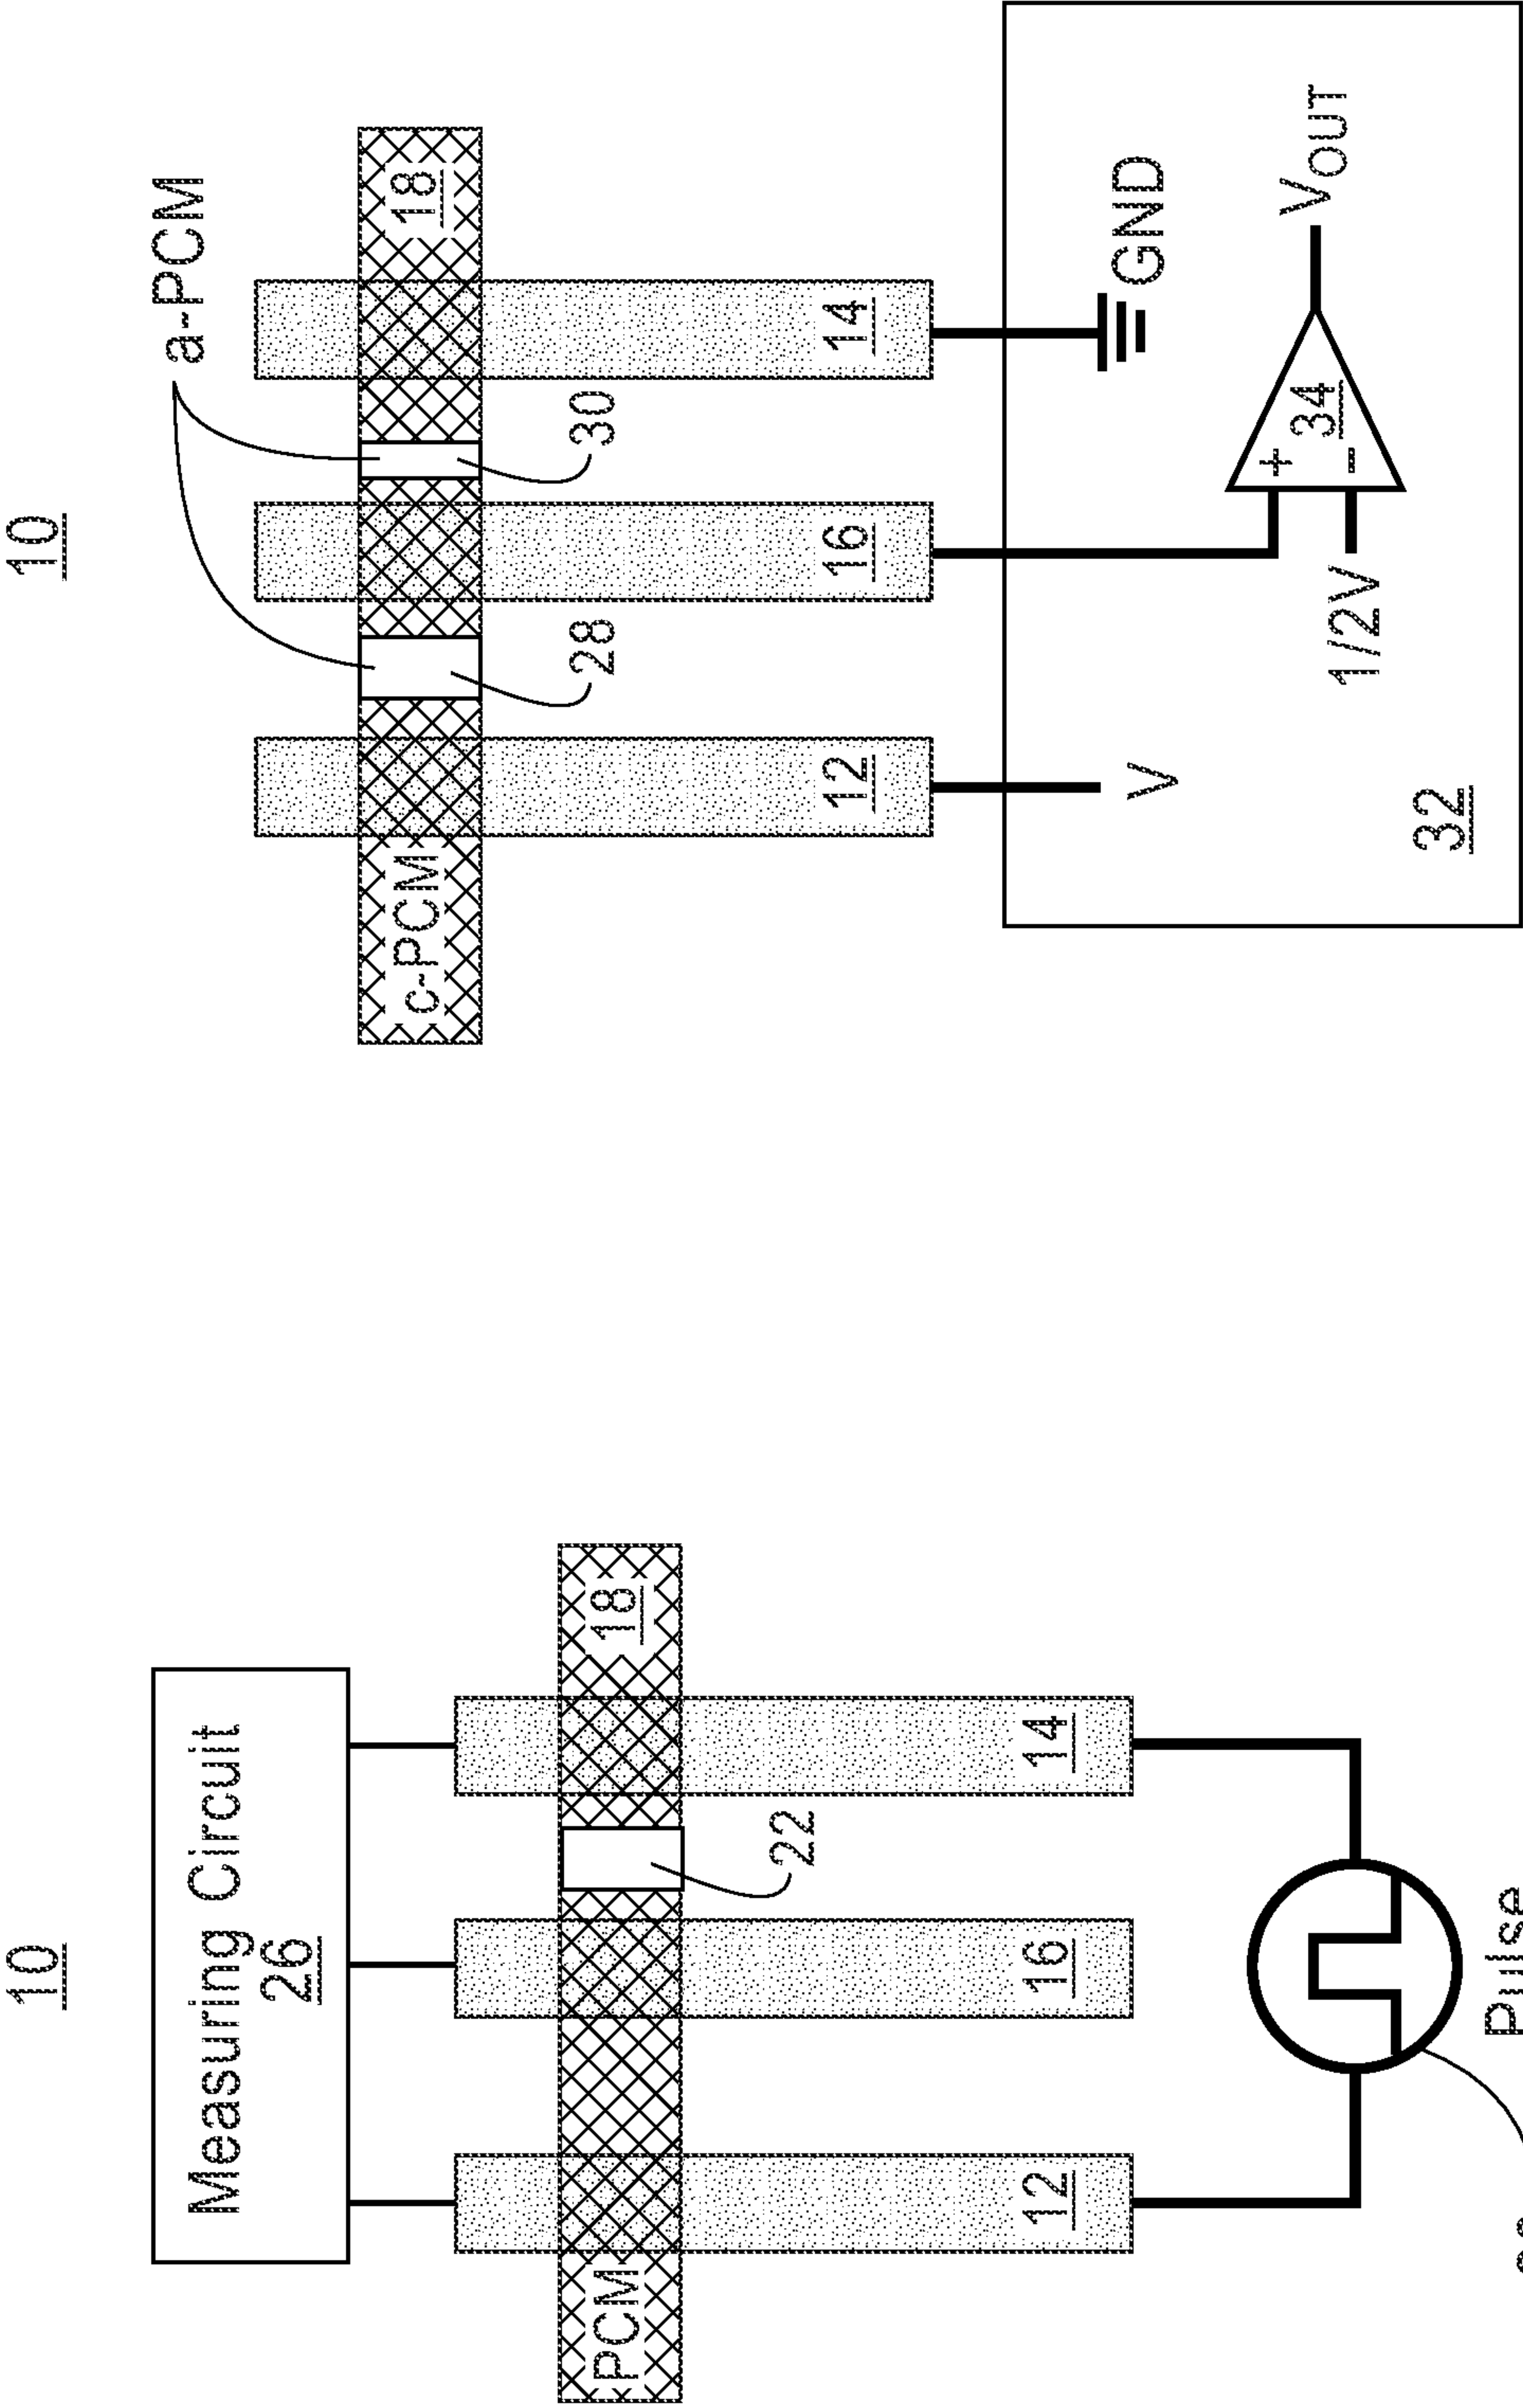 10
Measuring Circuit
26
PCM
18
22
12
16
14
Pulse
10
a-PCM
c-PCM
18
28
30
12
16
14
V
GND
1/2V
+
-
34
VOUT
32